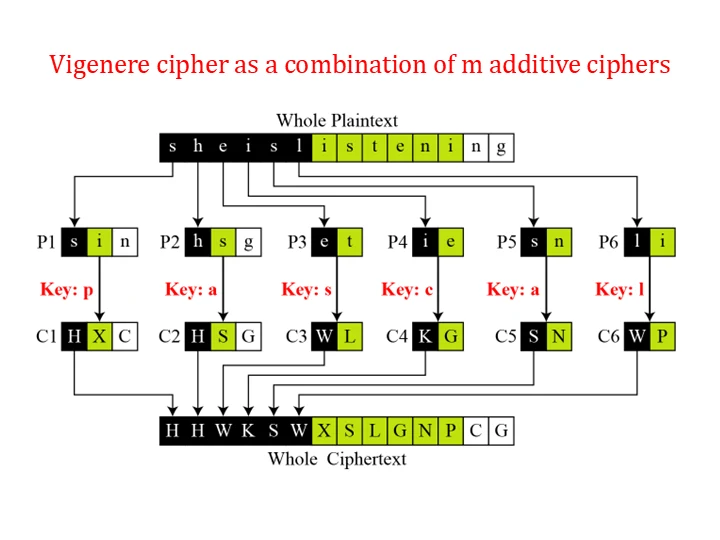 Vigenere cipher as a combination of m additive ciphers
Whole Plaintext
s h e i s l i s t e n i n g
P1 s i n P2 h s g P3 e t P4 i e P5 s n P6 l i
Key: p Key: a Key: s Key: c Key: a Key: l
C1 H X C C2 H S G C3 W L C4 K G C5 S N C6 W P
H H W K S W X S L G N P C G
Whole Ciphertext